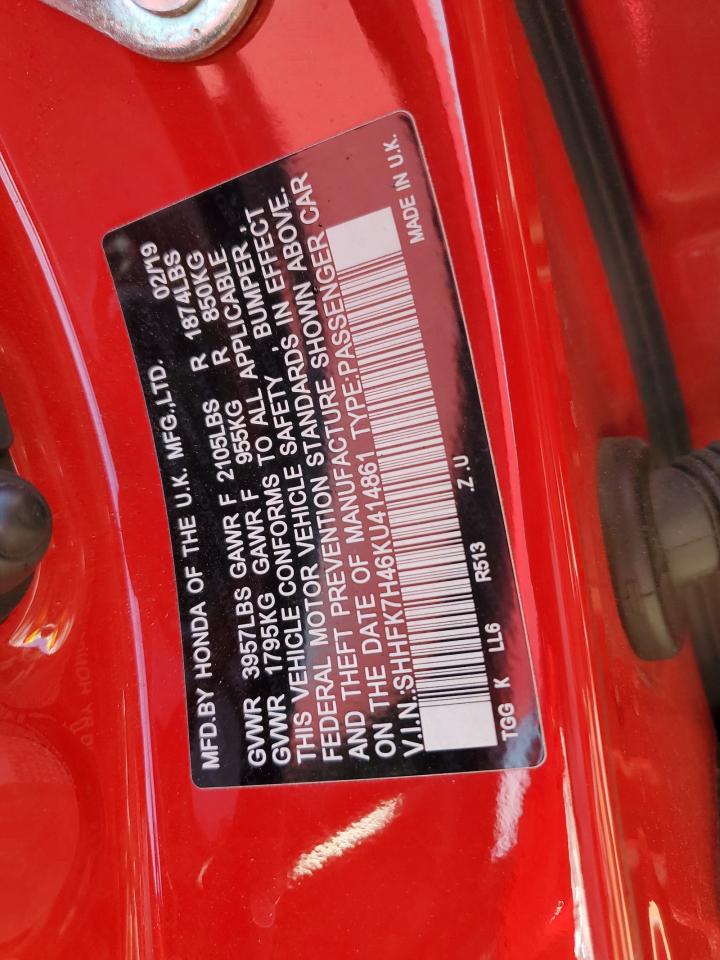 MFD.BY HONDA OF THE U.K. MFG.,LTD. 02/19
GVWR 3957LBS GAWR F 2105LBS R 1874LBS
GVWR 1795KG GAWR F 955KG R 850KG
THIS VEHICLE CONFORMS TO ALL APPLICABLE
FEDERAL MOTOR VEHICLE SAFETY , BUMPER ,
AND THEFT PREVENTION STANDARDS IN EFFECT
ON THE DATE OF MANUFACTURE SHOWN ABOVE.
V.I.N.:SHHFK7H46KU414861 TYPE:PASSENGER CAR
TGG K LL6 R513 .Z .U MADE IN U.K.